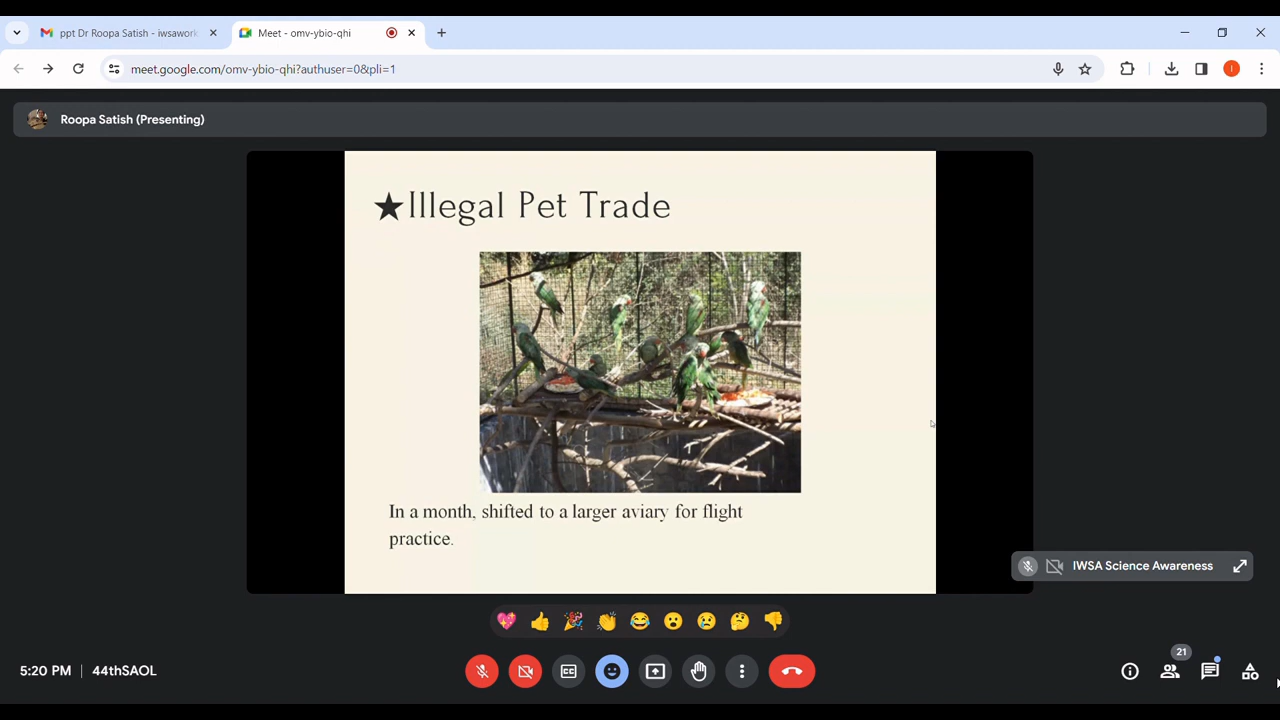 ppt Dr Roopa Satish - iwsawork
Meet - omv-ybio-qhi
meet.google.com/omv-ybio-qhi?authuser=0&pli=1
I
Roopa Satish (Presenting)
★Illegal Pet Trade
In a month, shifted to a larger aviary for flight
practice.
IWSA Science Awareness
5:20 PM | 44thSAOL
21